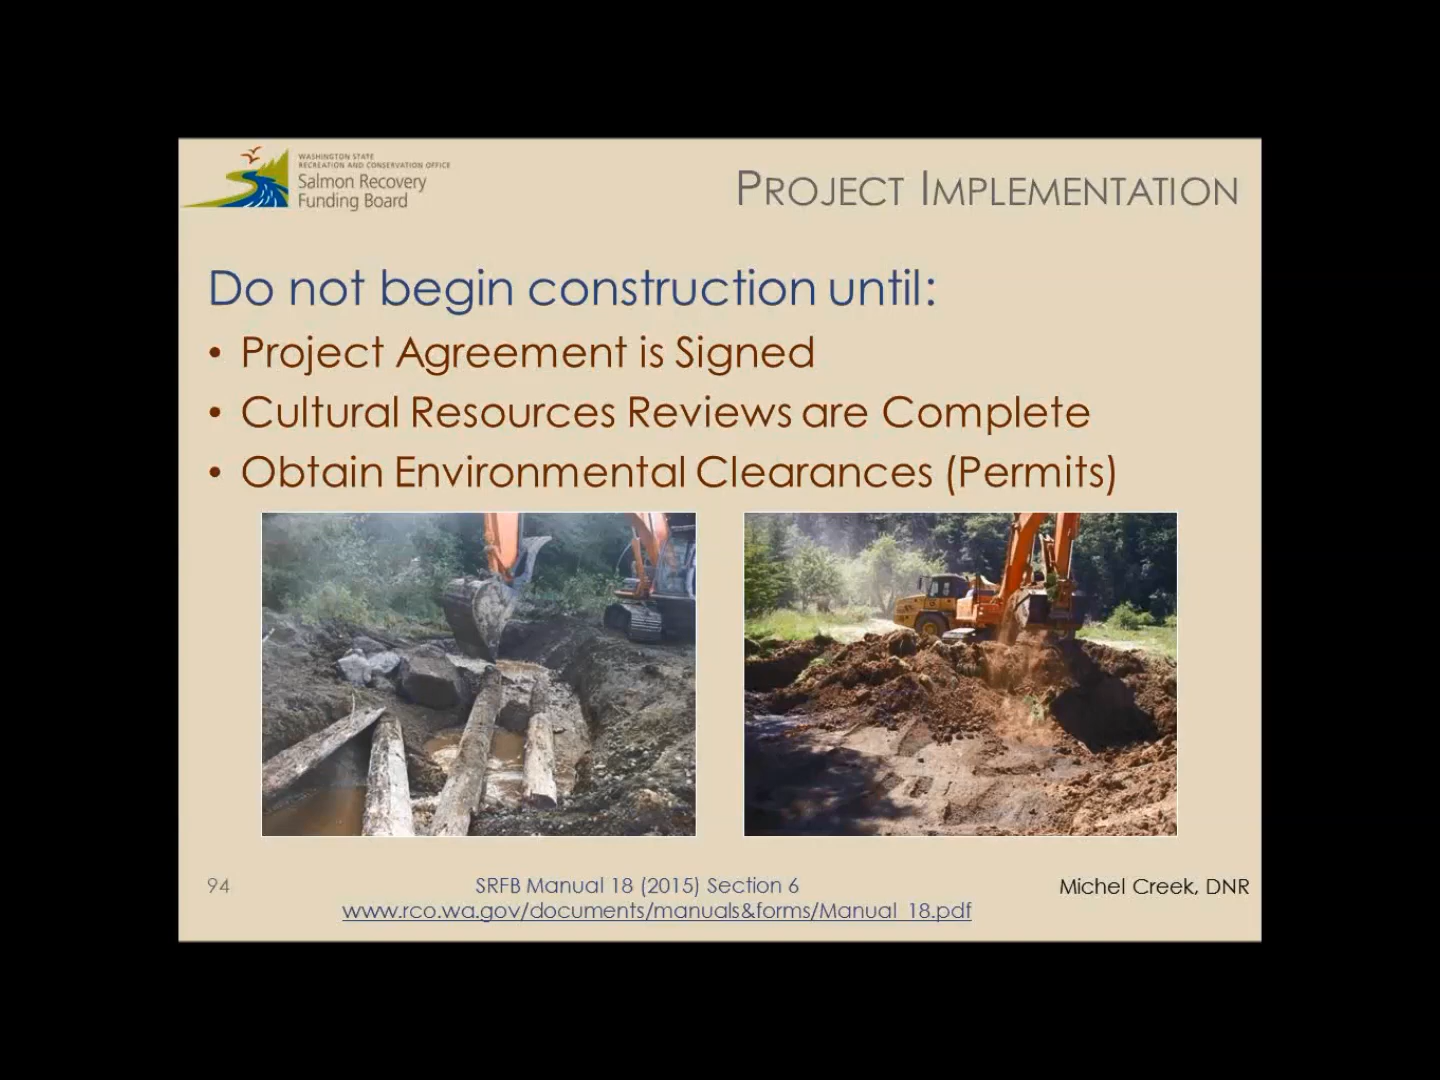 WASHINGTON STATE
RECREATION AND CONSERVATION OFFICE
Salmon Recovery
Funding Board
PROJECT IMPLEMENTATION
Do not begin construction until:
• Project Agreement is Signed
• Cultural Resources Reviews are Complete
• Obtain Environmental Clearances (Permits)
94
SRFB Manual 18 (2015) Section 6
www.rco.wa.gov/documents/manuals&forms/Manual_18.pdf
Michel Creek, DNR